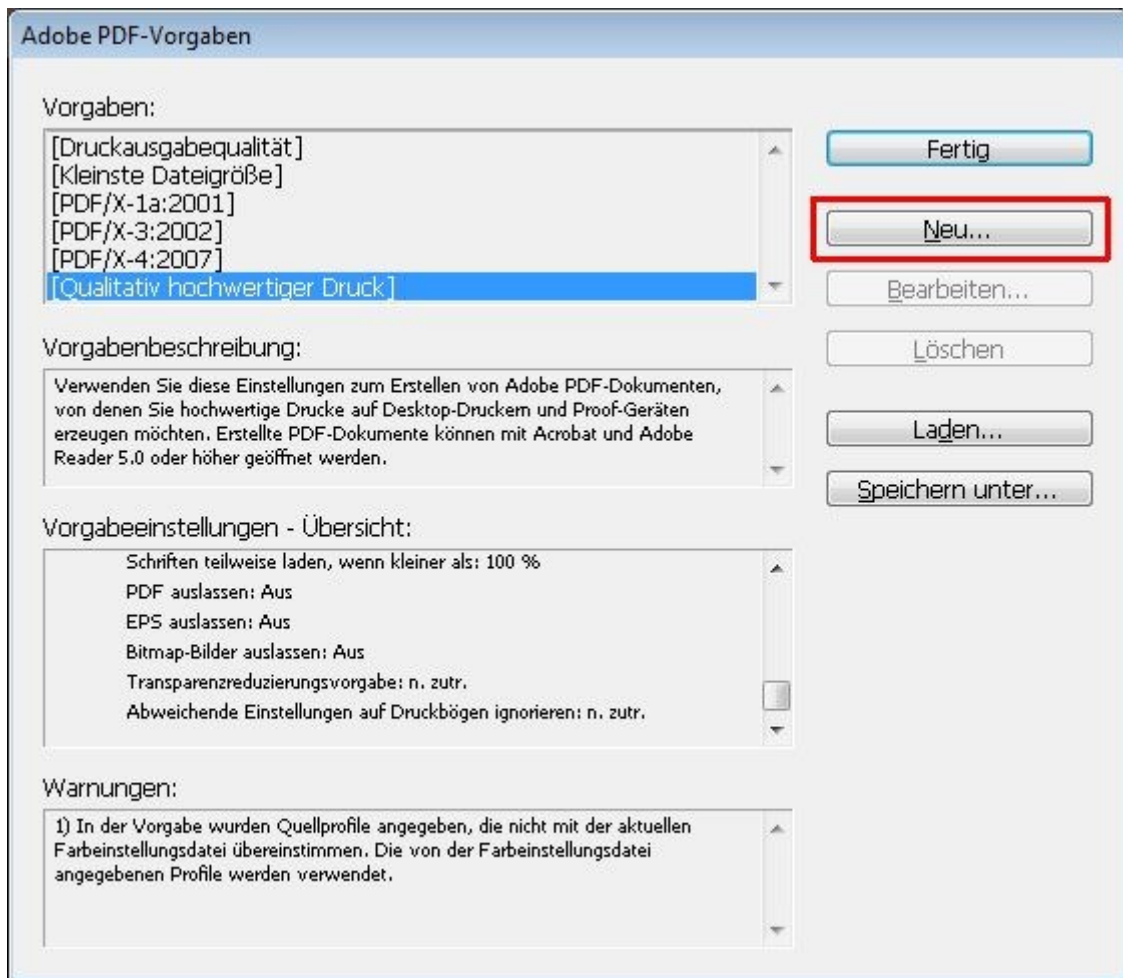 Adobe PDF-Vorgaben
Vorgaben:
[Druckausgabequalität]
[Kleinste Dateigröße]
[PDF/X-1a:2001]
[PDF/X-3:2002]
[PDF/X-4:2007]
[Qualitativ hochwertiger Druck]
Fertig
Neu...
Bearbeiten...
Löschen
Laden...
Speichern unter...
Vorgabenbeschreibung:
Verwenden Sie diese Einstellungen zum Erstellen von Adobe PDF-Dokumenten,
von denen Sie hochwertige Drucke auf Desktop-Druckern und Proof-Geräten
erzeugen möchten. Erstellte PDF-Dokumente können mit Acrobat und Adobe
Reader 5.0 oder höher geöffnet werden.
Vorgabeeinstellungen - Übersicht:
Schriften teilweise laden, wenn kleiner als: 100 %
PDF auslassen: Aus
EPS auslassen: Aus
Bitmap-Bilder auslassen: Aus
Transparenzreduzierungsvorgabe: n. zutr.
Abweichende Einstellungen auf Druckbögen ignorieren: n. zutr.
Warnungen:
1) In der Vorgabe wurden Quellprofile angegeben, die nicht mit der aktuellen
Farbeinstellungsdatei übereinstimmen. Die von der Farbeinstellungsdatei
angegebenen Profile werden verwendet.